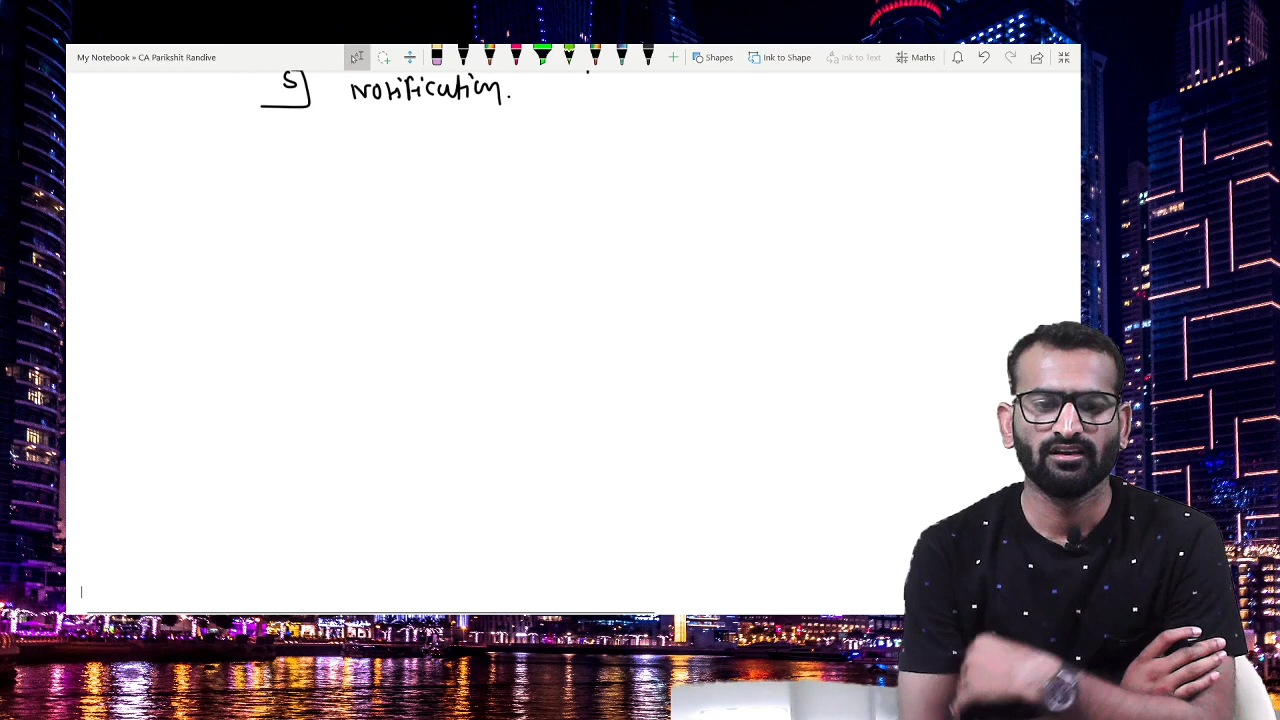 My Notebook » CA Parikshit Randive
Shapes
Ink to Shape
Ink to Text
Maths
5]
Notification.